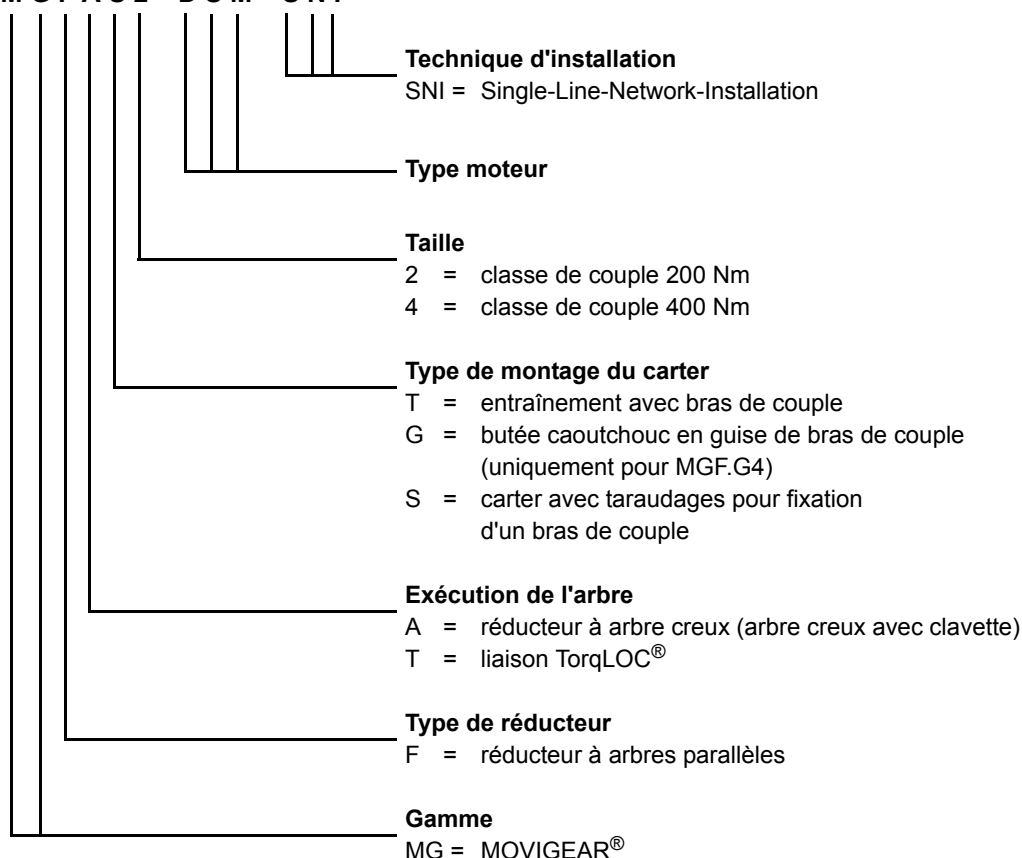 Technique d'installation
SNI = Single-Line-Network-Installation
Type moteur
Taille
2 = classe de couple 200 Nm
4 = classe de couple 400 Nm
Type de montage du carter
T = entraînement avec bras de couple
G = butée caoutchouc en guise de bras de couple
(uniquement pour MGF.G4)
S = carter avec taraudages pour fixation
d'un bras de couple
Exécution de l'arbre
A = réducteur à arbre creux (arbre creux avec clavette)
T = liaison TorqLOC®
Type de réducteur
F = réducteur à arbres parallèles
Gamme
MG = MOVIGEAR®